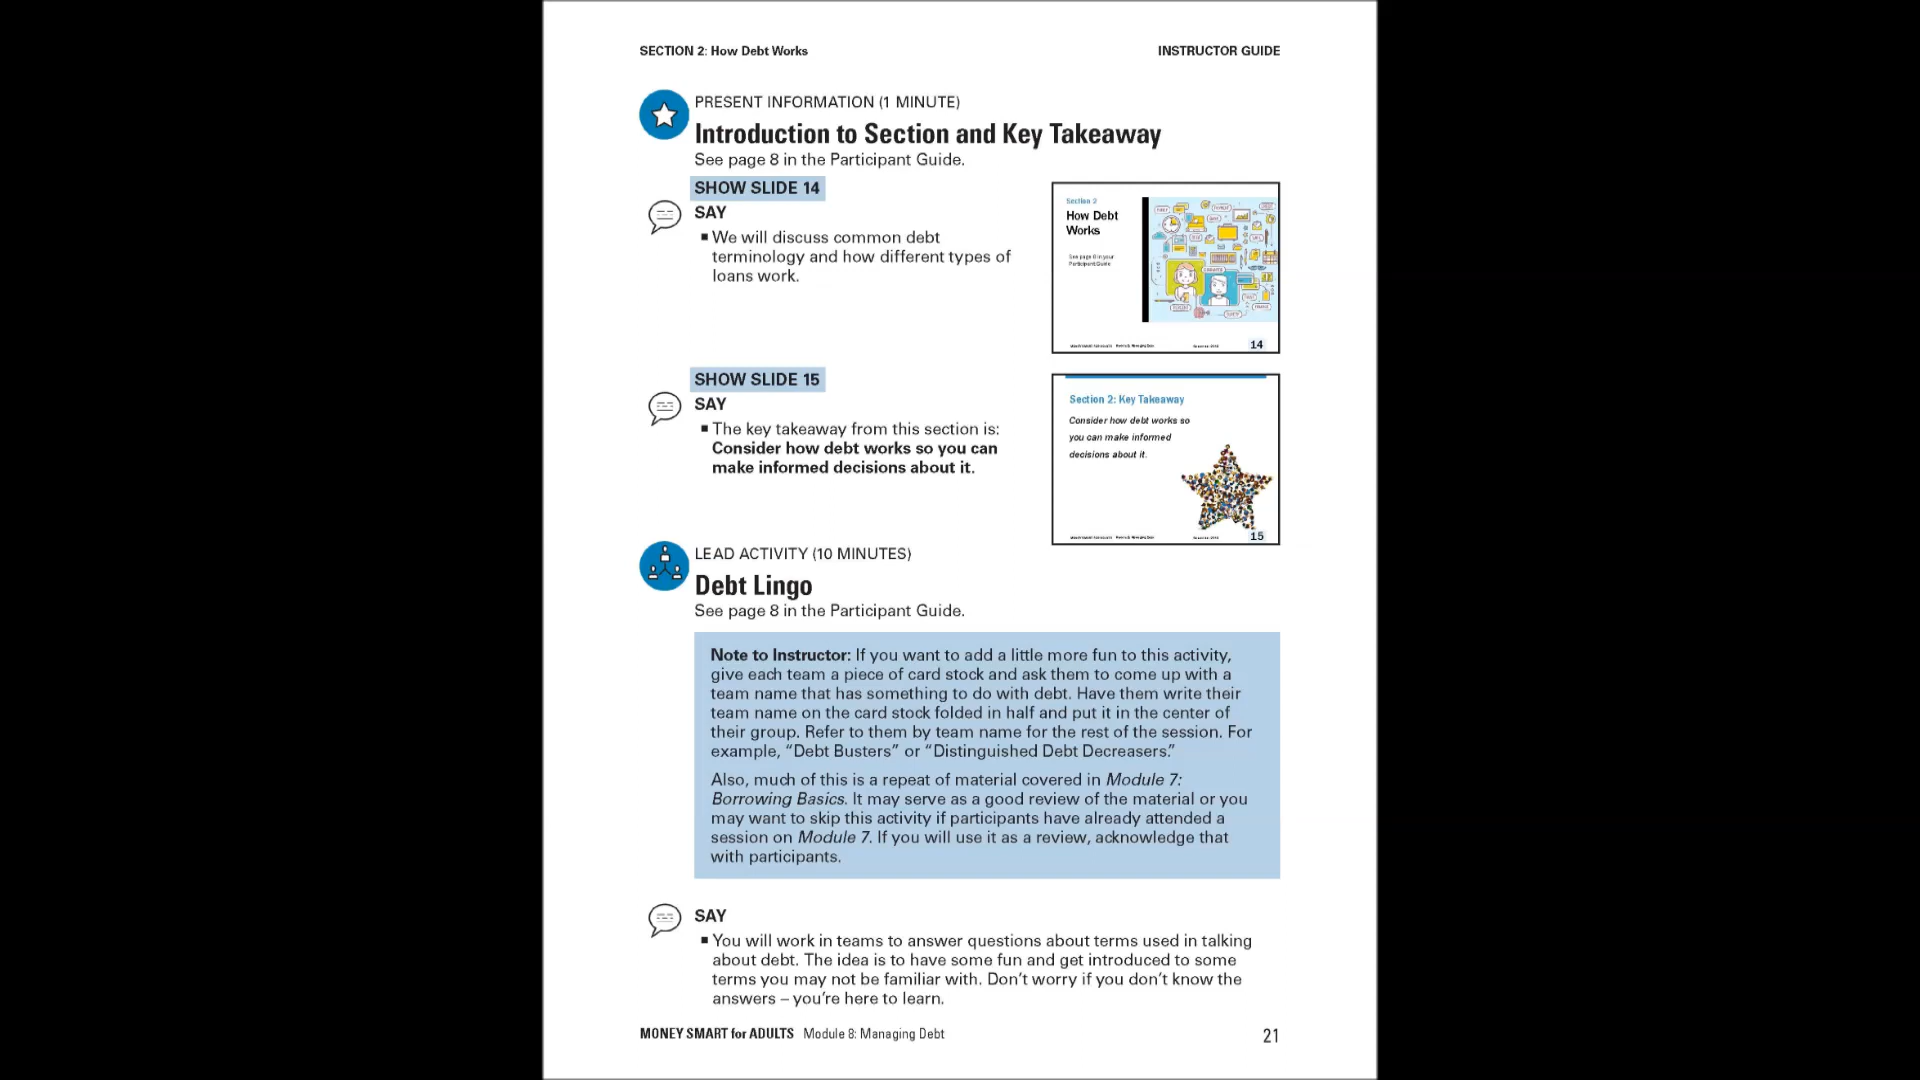 SECTION 2: How Debt Works
INSTRUCTOR GUIDE
PRESENT INFORMATION (1 MINUTE)
Introduction to Section and Key Takeaway
See page 8 in the Participant Guide.
SHOW SLIDE 14
SAY
▪ We will discuss common debt
terminology and how different types of
loans work.
Section 2
How Debt
Works
See page 8 in your
Participant Guide
14
SHOW SLIDE 15
SAY
▪ The key takeaway from this section is:
Consider how debt works so you can
make informed decisions about it.
Section 2: Key Takeaway
Consider how debt works so
you can make informed
decisions about it.
15
LEAD ACTIVITY (10 MINUTES)
Debt Lingo
See page 8 in the Participant Guide.
Note to Instructor: If you want to add a little more fun to this activity,
give each team a piece of card stock and ask them to come up with a
team name that has something to do with debt. Have them write their
team name on the card stock folded in half and put it in the center of
their group. Refer to them by team name for the rest of the session. For
example, “Debt Busters” or “Distinguished Debt Decreasers.”
Also, much of this is a repeat of material covered in Module 7:
Borrowing Basics. It may serve as a good review of the material or you
may want to skip this activity if participants have already attended a
session on Module 7. If you will use it as a review, acknowledge that
with participants.
SAY
▪ You will work in teams to answer questions about terms used in talking
about debt. The idea is to have some fun and get introduced to some
terms you may not be familiar with. Don’t worry if you don’t know the
answers – you’re here to learn.
MONEY SMART for ADULTS Module 8: Managing Debt
21